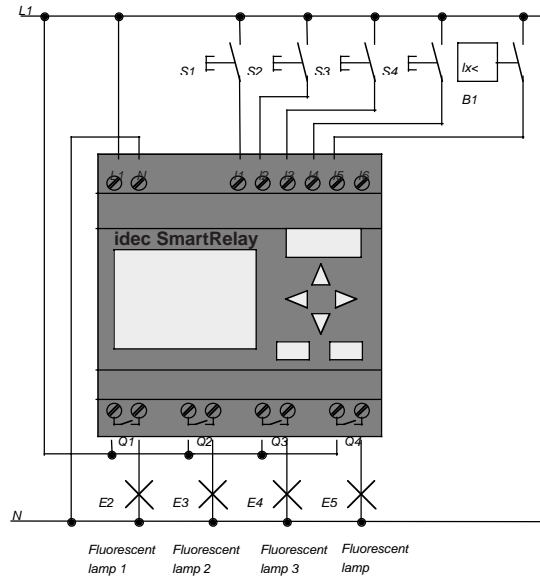 L1
S1 S2 S3 S4 Ix<
B1
L1 N I1 I2 I3 I4 I5 I6
idec SmartRelay
Q1 Q2 Q3 Q4
E2 E3 E4 E5
N
Fluorescent lamp 1
Fluorescent lamp 2
Fluorescent lamp 3
Fluorescent lamp